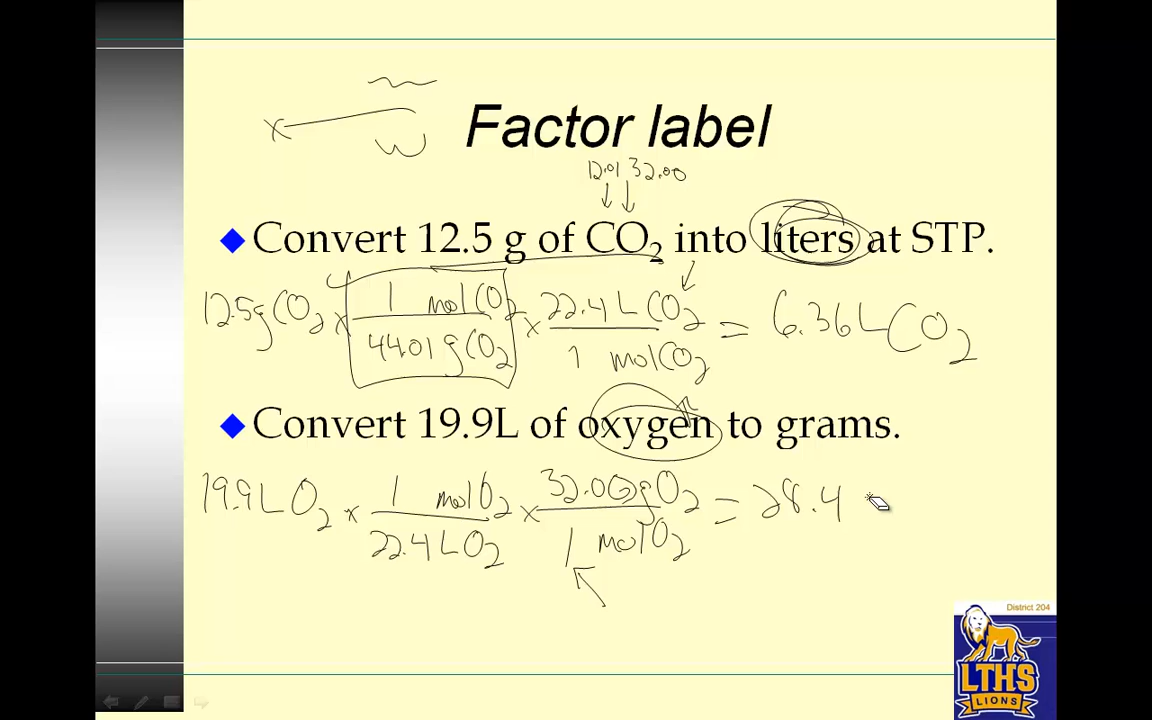 Factor label
12.01 32.00
Convert 12.5 g of CO₂ into liters at STP.
12.5g CO₂ × 1 mol CO₂ / 44.01 g CO₂ × 22.4 L CO₂ / 1 mol CO₂ = 6.36 L CO₂
Convert 19.9L of oxygen to grams.
19.9 L O₂ × 1 mol O₂ / 22.4 L O₂ × 32.00 g O₂ / 1 mol O₂ = 28.4
District 204
LTHS
LIONS